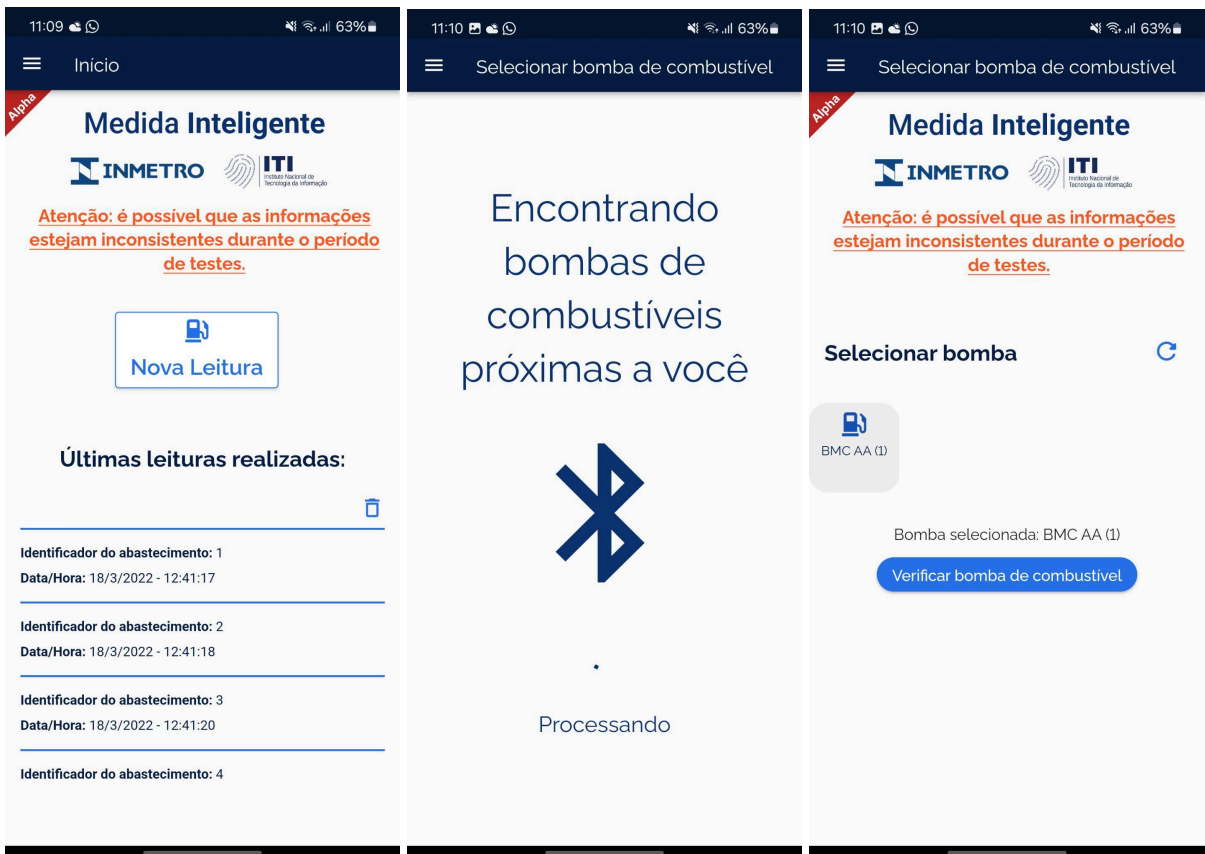 11:09
63%
Início
Alpha
Medida Inteligente
INMETRO
ITI
Instituto Nacional de
Tecnologia da Informação
Atenção: é possível que as informações
estejam inconsistentes durante o período
de testes.
Nova Leitura
Últimas leituras realizadas:
Identificador do abastecimento: 1
Data/Hora: 18/3/2022 - 12:41:17
Identificador do abastecimento: 2
Data/Hora: 18/3/2022 - 12:41:18
Identificador do abastecimento: 3
Data/Hora: 18/3/2022 - 12:41:20
Identificador do abastecimento: 4
11:10
63%
Selecionar bomba de combustível
Encontrando
bombas de
combustíveis
próximas a você
Processando
11:10
63%
Selecionar bomba de combustível
Alpha
Medida Inteligente
INMETRO
ITI
Instituto Nacional de
Tecnologia da Informação
Atenção: é possível que as informações
estejam inconsistentes durante o período
de testes.
Selecionar bomba
BMC AA (1)
Bomba selecionada: BMC AA (1)
Verificar bomba de combustível